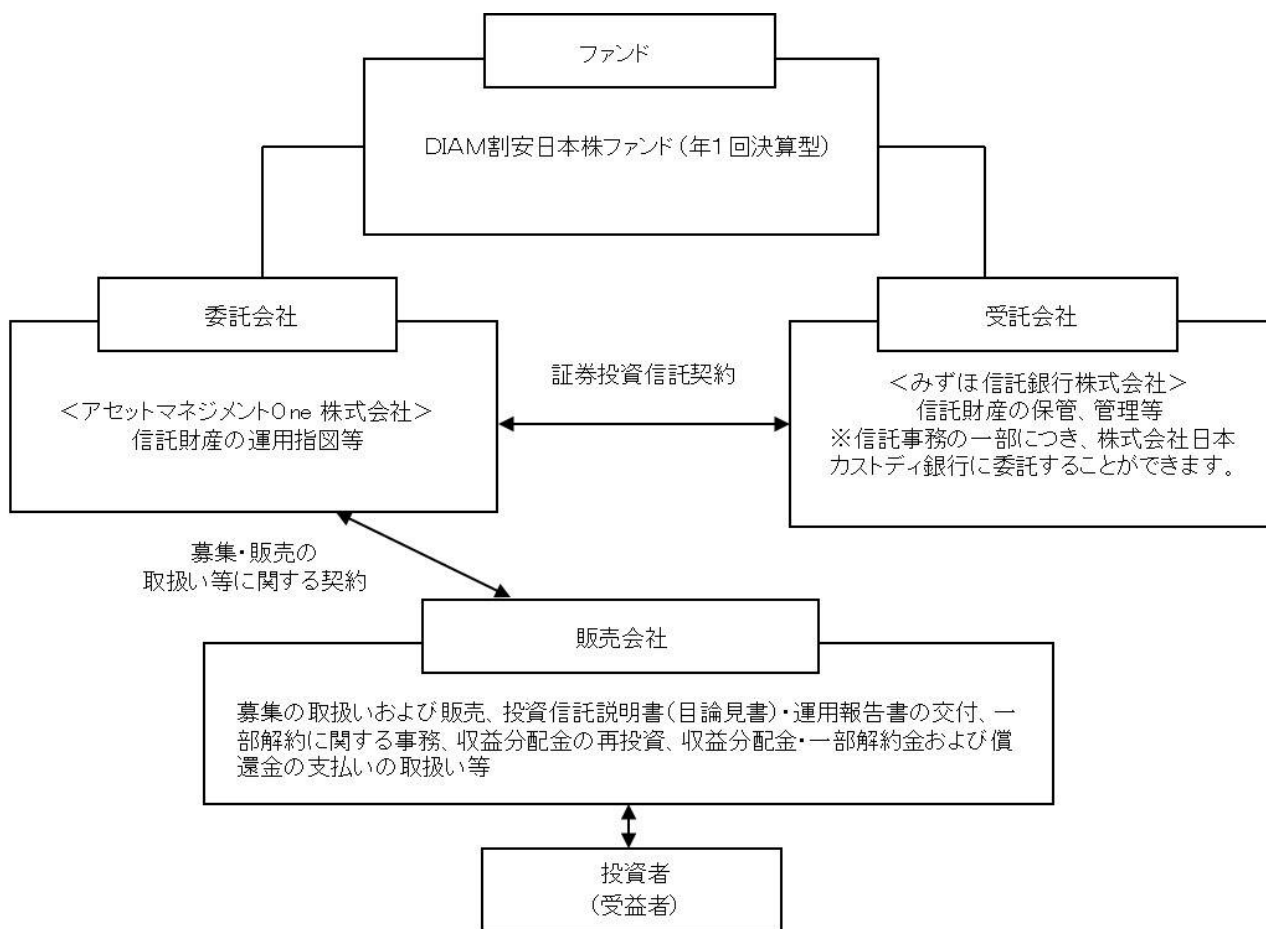 ファンド
DIAM割安日本株ファンド(年1回決算型)
委託会社
受託会社
<アセットマネジメントOne 株式会社>
信託財産の運用指図等
証券投資信託契約
<みずほ信託銀行株式会社>
信託財産の保管、管理等
※信託事務の一部につき、株式会社日本
カストディ銀行に委託することができます。
募集・販売の
取扱い等に関する契約
販売会社
募集の取扱いおよび販売、投資信託説明書(目論見書)・運用報告書の交付、一
部解約に関する事務、収益分配金の再投資、収益分配金・一部解約金および償
還金の支払いの取扱い等
投資者
(受益者)